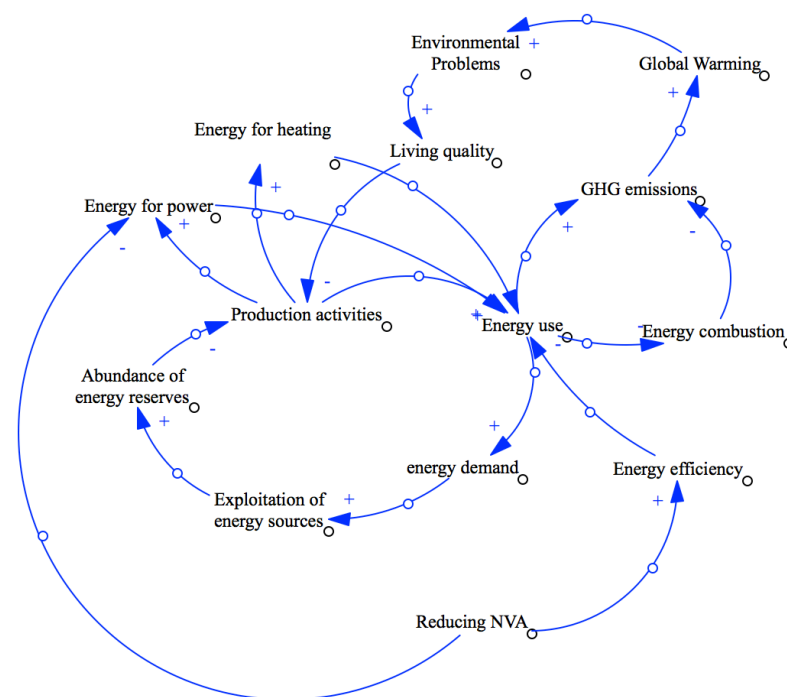 Environmental
Problems
+
Global Warming
+
+
Energy for heating
Living quality
+
GHG emissions
Energy for power
+
+
-
-
-
+
Production activities
+
Energy use
-
-
Energy combustion
-
Abundance of
energy reserves
+
+
energy demand
Energy efficiency
+
Exploitation of
energy sources
+
Reducing NVA